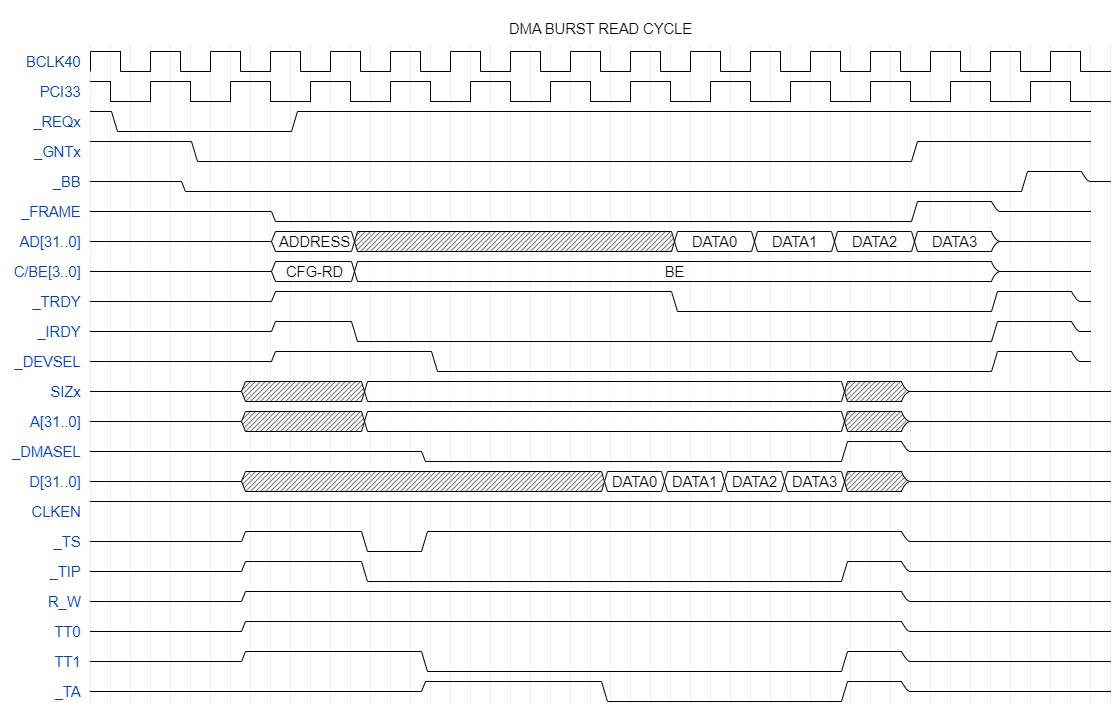 DMA BURST READ CYCLE
BCLK40
PCI33
_REQx
_GNTx
_BB
_FRAME
AD[31..0] ADDRESS DATA0 DATA1 DATA2 DATA3
C/BE[3..0] CFG-RD BE
_TRDY
_IRDY
_DEVSEL
SIZx
A[31..0]
_DMASEL
D[31..0] DATA0 DATA1 DATA2 DATA3
CLKEN
_TS
_TIP
R_W
TT0
TT1
_TA